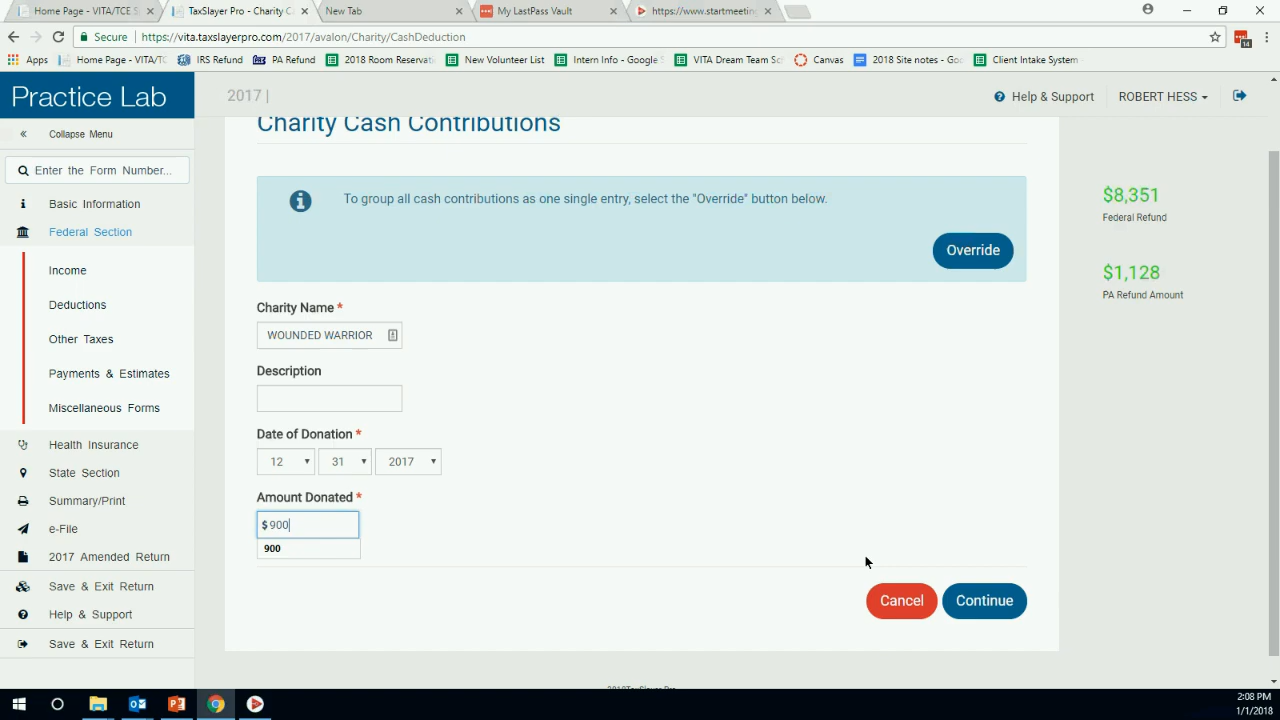 Home Page - VITA/TCE S
TaxSlayer Pro - Charity C
New Tab
My LastPass Vault
https://www.startmeeting
Secure
https://vita.taxslayerpro.com/2017/avalon/Charity/CashDeduction
Apps
Home Page - VITA/TC
IRS Refund
PA Refund
2018 Room Reservati
New Volunteer List
Intern Info - Google S
VITA Dream Team Sc
Canvas
2018 Site notes - Goo
Client Intake System
14
Practice Lab
2017 |
Help & Support
ROBERT HESS
Collapse Menu
Enter the Form Number...
Basic Information
Federal Section
Income
Deductions
Other Taxes
Payments & Estimates
Miscellaneous Forms
Health Insurance
State Section
Summary/Print
e-File
2017 Amended Return
Save & Exit Return
Help & Support
Save & Exit Return
Charity Cash Contributions
To group all cash contributions as one single entry, select the "Override" button below.
Override
Charity Name *
WOUNDED WARRIOR
Description
Date of Donation *
12
31
2017
Amount Donated *
$ 900
900
Cancel
Continue
$8,351
Federal Refund
$1,128
PA Refund Amount
2:08 PM
1/1/2018